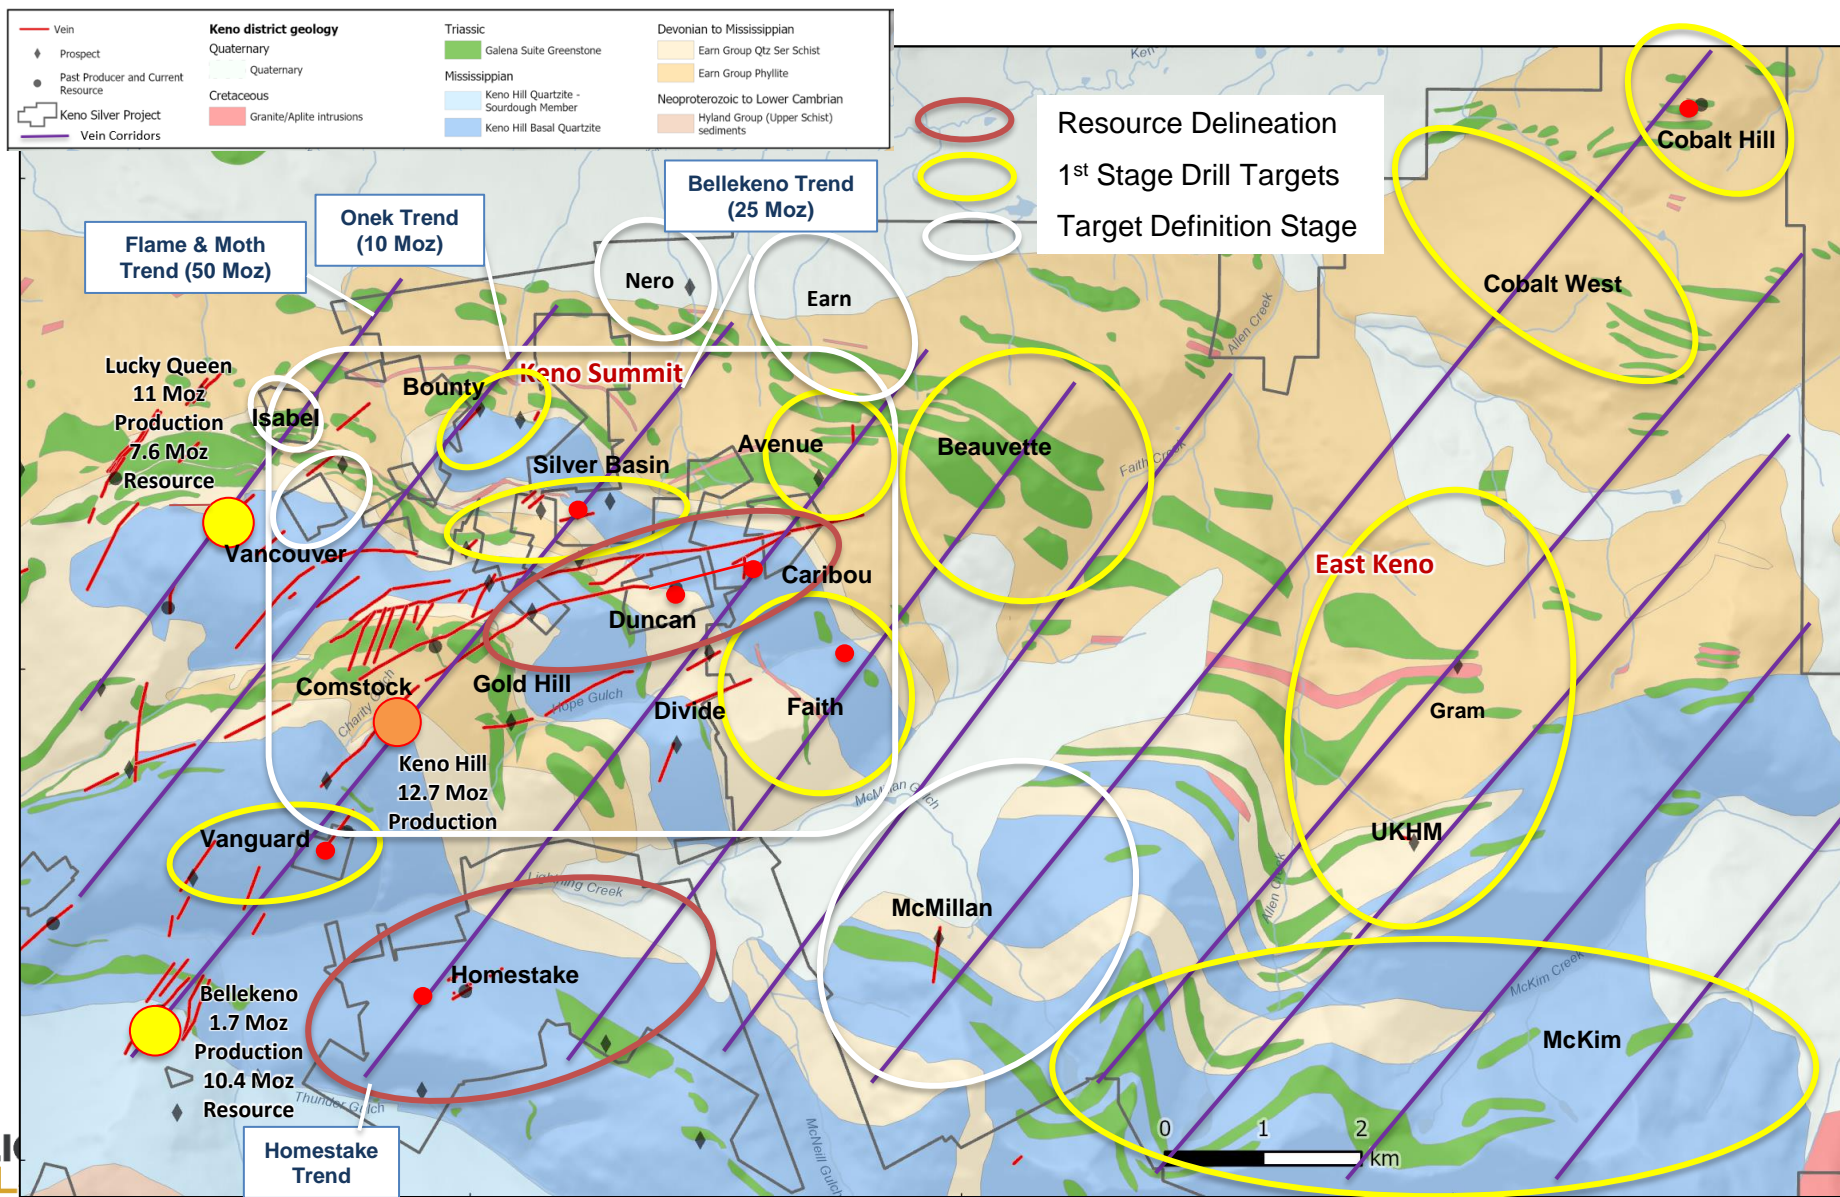 Vein
Prospect
Past Producer and Current
Resource
Keno Silver Project
Vein Corridors
Keno district geology
Quaternary
Quaternary
Cretaceous
Granite/Aplite intrusions
Triassic
Galena Suite Greenstone
Mississippian
Keno Hill Quartzite -
Sourdough Member
Keno Hill Basal Quartzite
Devonian to Mississippian
Earn Group Qtz Ser Schist
Earn Group Phyllite
Neoproterozoic to Lower Cambrian
Hyland Group (Upper Schist)
sediments
Resource Delineation
1st Stage Drill Targets
Target Definition Stage
Flame & Moth
Trend (50 Moz)
Onek Trend
(10 Moz)
Bellekeno Trend
(25 Moz)
Nero
Earn
Cobalt Hill
Cobalt West
Allen Creek
Lucky Queen
11 Moz
Production
7.6 Moz
Resource
Isabel
Bounty
Keno Summit
Silver Basin
Avenue
Beauvette
Faith Creek
Vancouver
Caribou
Duncan
East Keno
Comstock
Charity Gulch
Gold Hill
Hope Gulch
Divide
Faith
Gram
Keno Hill
12.7 Moz
Production
McMillan Gulch
Vanguard
UKHM
Lightning Creek
McMillan
Allen Creek
Homestake
McKim Creek
McKim
Bellekeno
1.7 Moz
Production
10.4 Moz
Resource
Thunder Gulch
McNeill Gulch
Homestake
Trend
0 1 2
km